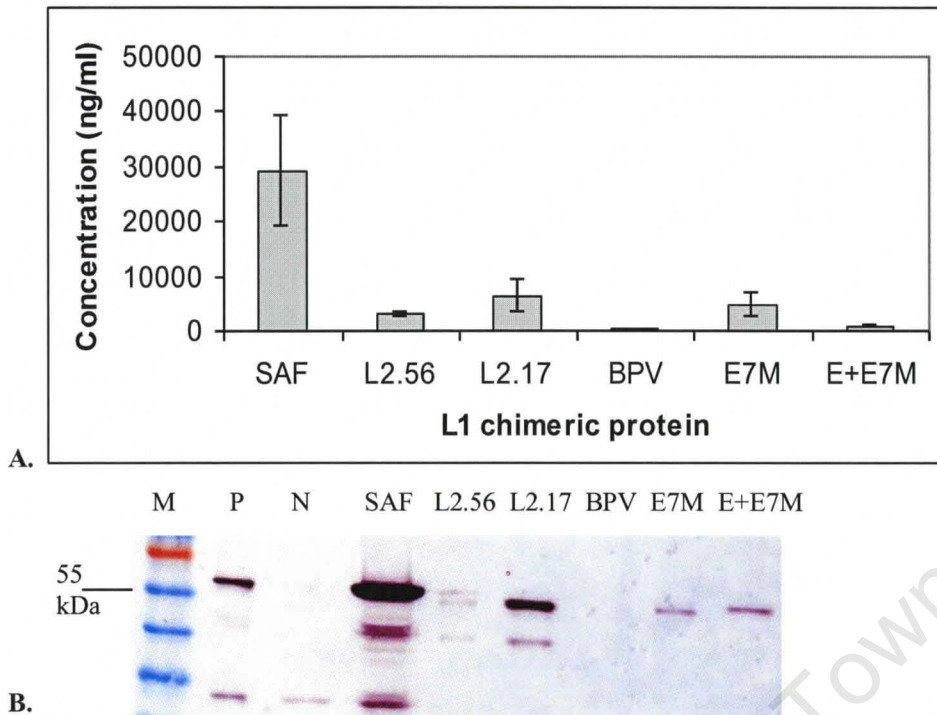 50000
40000
30000
20000
10000
0
Concentration (ng/ml)
SAF L2.56 L2.17 BPV E7M E+E7M
L1 chimeric protein
A.
M P N SAF L2.56 L2.17 BPV E7M E+E7M
55
kDa
B.
Town